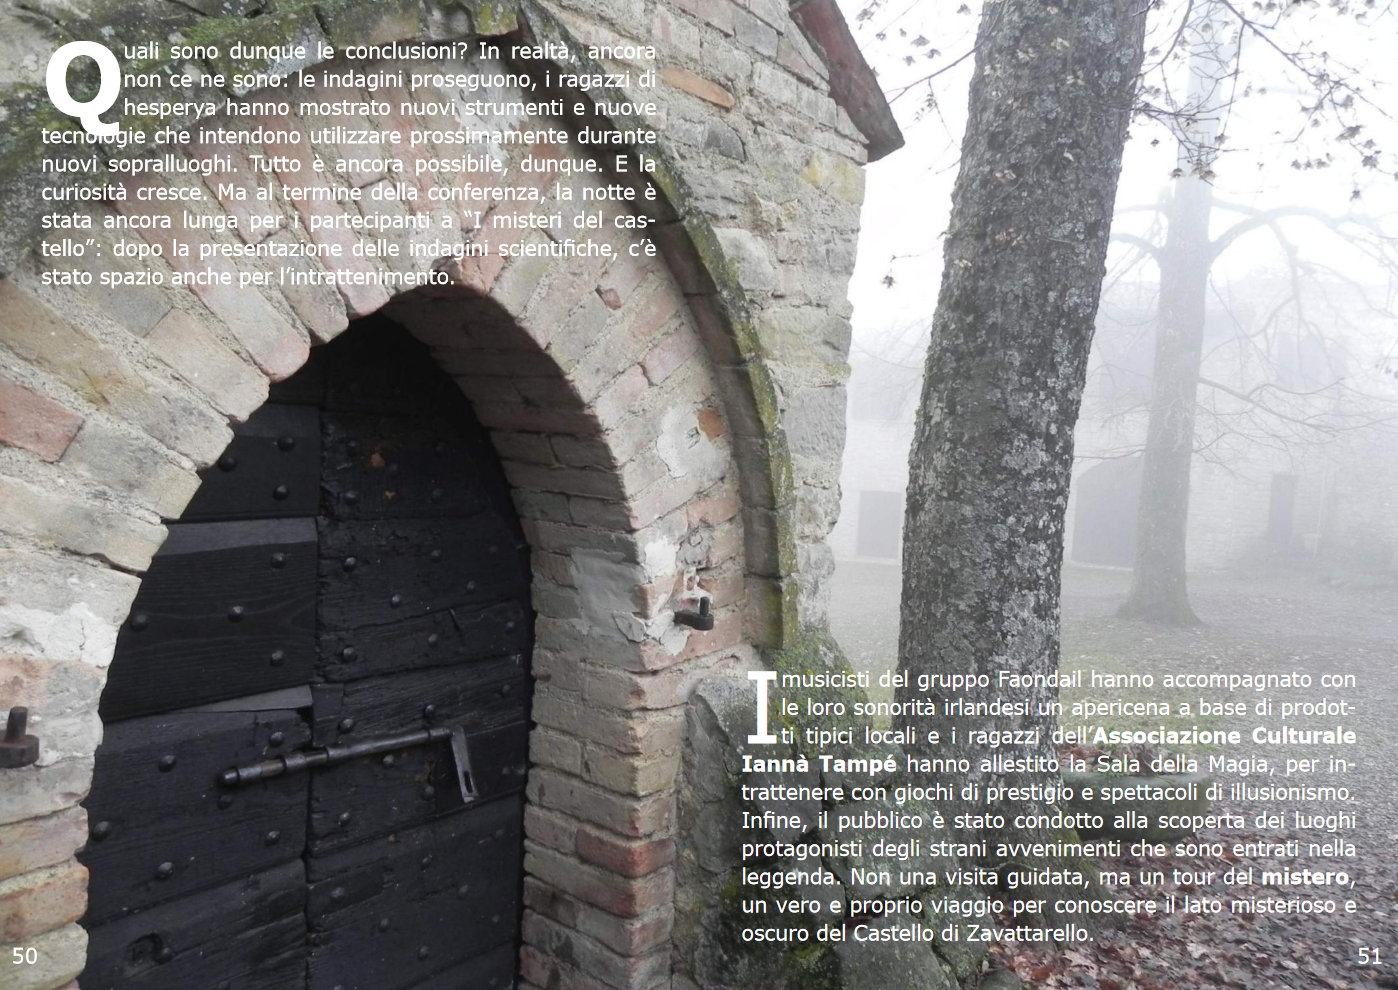 Quali sono dunque le conclusioni? In realtà, ancora
non ce ne sono: le indagini proseguono, i ragazzi di
hesperya hanno mostrato nuovi strumenti e nuove
tecnologie che intendono utilizzare prossimamente durante
nuovi sopralluoghi. Tutto è ancora possibile, dunque. E la
curiosità cresce. Ma al termine della conferenza, la notte è
stata ancora lunga per i partecipanti a “I misteri del cas-
tello”: dopo la presentazione delle indagini scientifiche, c’è
stato spazio anche per l’intrattenimento.
I musicisti del gruppo Faondail hanno accompagnato con
le loro sonorità irlandesi un apericena a base di prodot-
ti tipici locali e i ragazzi dell’Associazione Culturale
Iannà Tampé hanno allestito la Sala della Magia, per in-
trattenere con giochi di prestigio e spettacoli di illusionismo.
Infine, il pubblico è stato condotto alla scoperta dei luoghi
protagonisti degli strani avvenimenti che sono entrati nella
leggenda. Non una visita guidata, ma un tour del mistero,
un vero e proprio viaggio per conoscere il lato misterioso e
oscuro del Castello di Zavattarello.
50
51